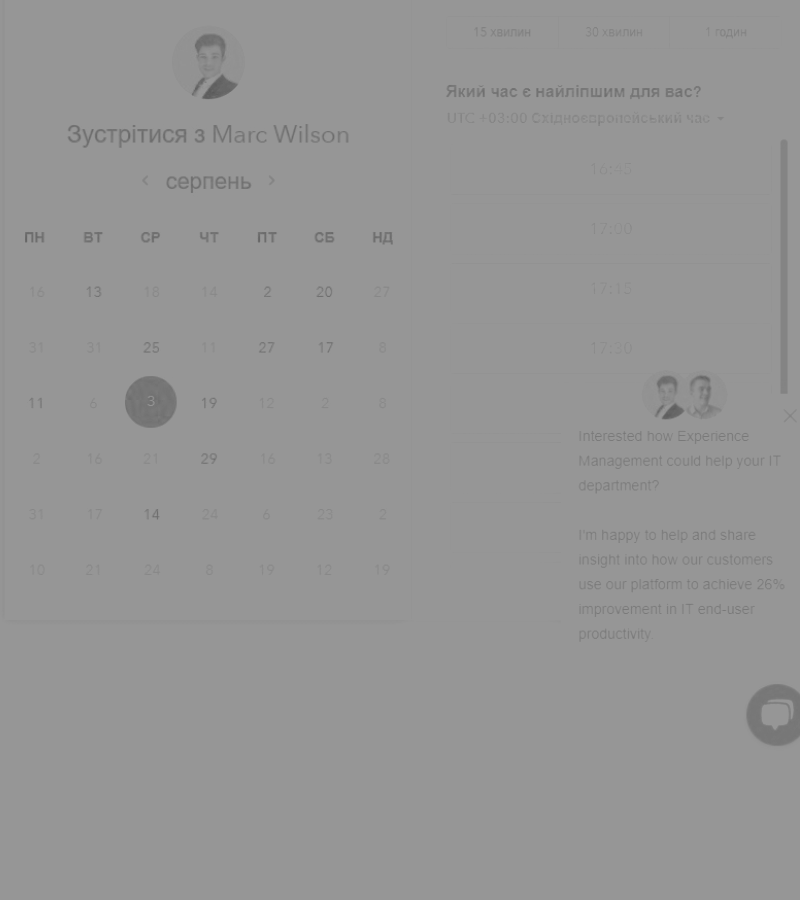 Зустрітися з Marc Wilson
серпень
ПН ВТ СР ЧТ ПТ СБ НД
16 13 18 14 2 20 27
31 31 25 11 27 17 8
11 6 3 19 12 2 8
2 16 21 29 16 13 28
31 17 14 24 6 23 2
10 21 24 8 19 12 19
15 хвилин 30 хвилин 1 годин
Який час є найліпшим для вас?
UTC +03:00 Східноєвропейський час
16:45
17:00
17:15
17:30
Interested how Experience
Management could help your IT
department?
I'm happy to help and share
insight into how our customers
use our platform to achieve 26%
improvement in IT end-user
productivity.